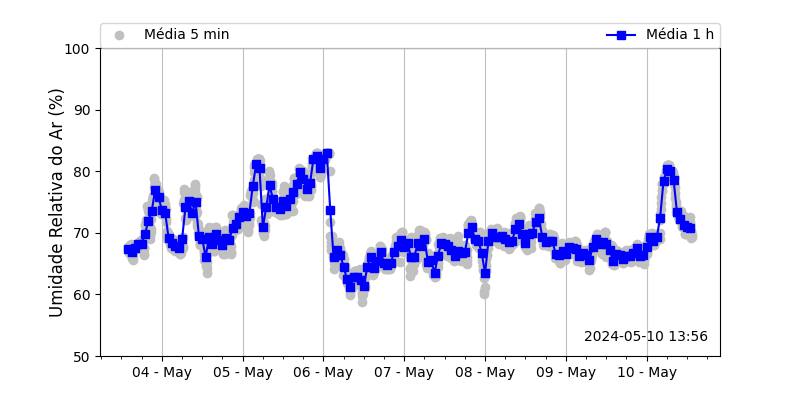 Média 5 min
Média 1 h
Umidade Relativa do Ar (%)
100
90
80
70
60
50
2024-05-10 13:56
04 - May
05 - May
06 - May
07 - May
08 - May
09 - May
10 - May